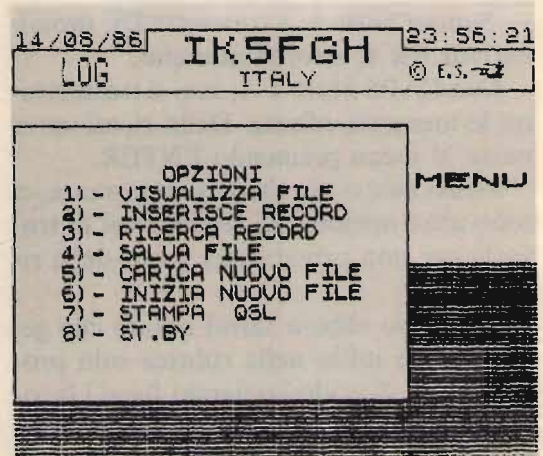 14/08/86
LOG
IK5FGH
ITALY
23:56:21
© E.S.
MENU
OPZIONI
1)- VISUALIZZA FILE
2)- INSERISCE RECORD
3)- RICERCA RECORD
4)- SALVA FILE
5)- CARICA NUOVO FILE
6)- INIZIA NUOVO FILE
7)- STAMPA QSL
8)- ST.BY